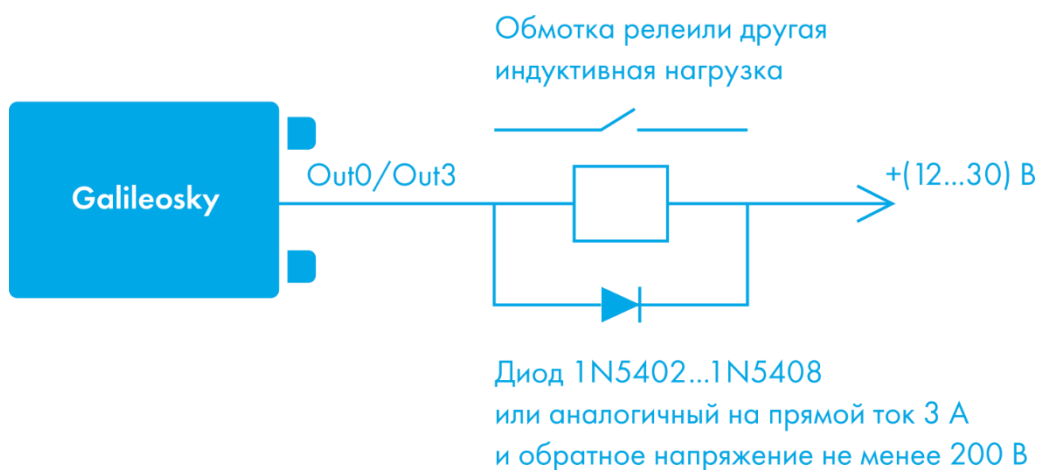 Обмотка релеили другая
индуктивная нагрузка
Galileosky
Out0/Out3
+(12...30) В
Диод 1N5402...1N5408
или аналогичный на прямой ток 3 А
и обратное напряжение не менее 200 В